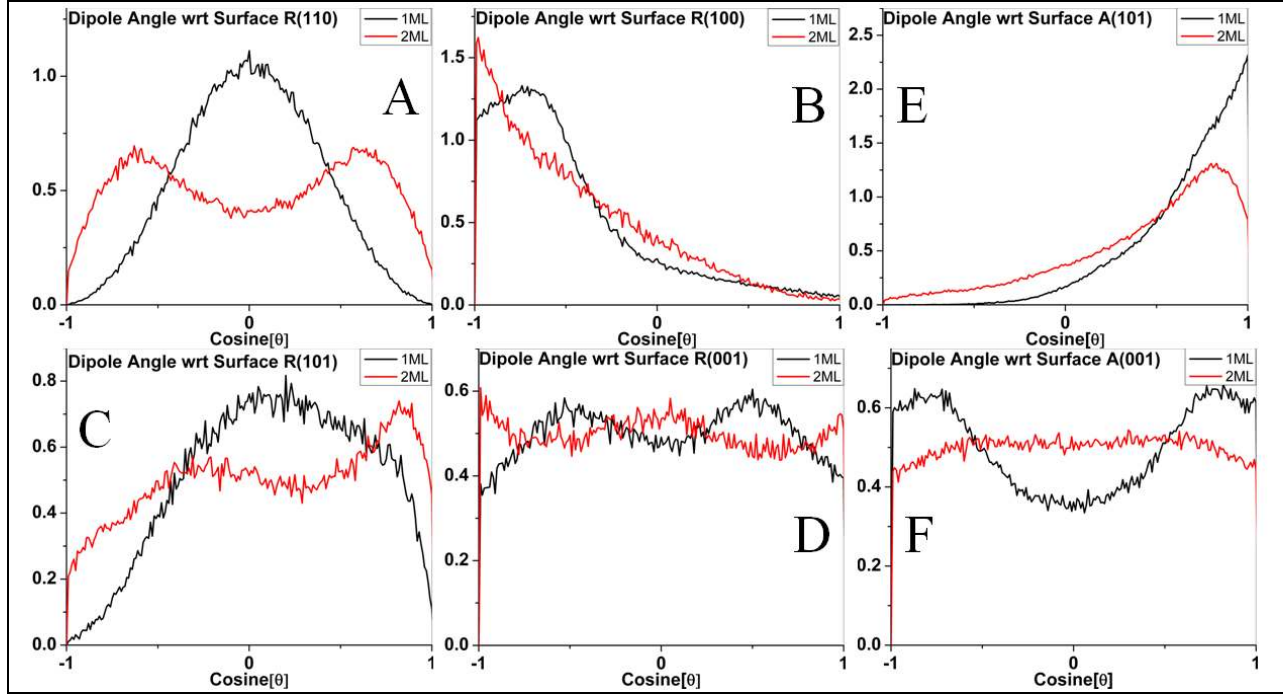 Dipole Angle wrt Surface R(110)
1ML
2ML
A
1.0
0.5
0.0
-1
0
1
Cosine[θ]
Dipole Angle wrt Surface R(100)
1ML
2ML
B
1.5
1.0
0.5
0.0
-1
0
1
Cosine[θ]
Dipole Angle wrt Surface A(101)
1ML
2ML
E
2.5
2.0
1.5
1.0
0.5
0.0
-1
0
1
Cosine[θ]
Dipole Angle wrt Surface R(101)
1ML
2ML
C
0.8
0.6
0.4
0.2
0.0
-1
0
1
Cosine[θ]
Dipole Angle wrt Surface R(001)
1ML
2ML
D
0.6
0.4
0.2
0.0
-1
0
1
Cosine[θ]
Dipole Angle wrt Surface A(001)
1ML
2ML
F
0.6
0.4
0.2
0.0
-1
0
1
Cosine[θ]